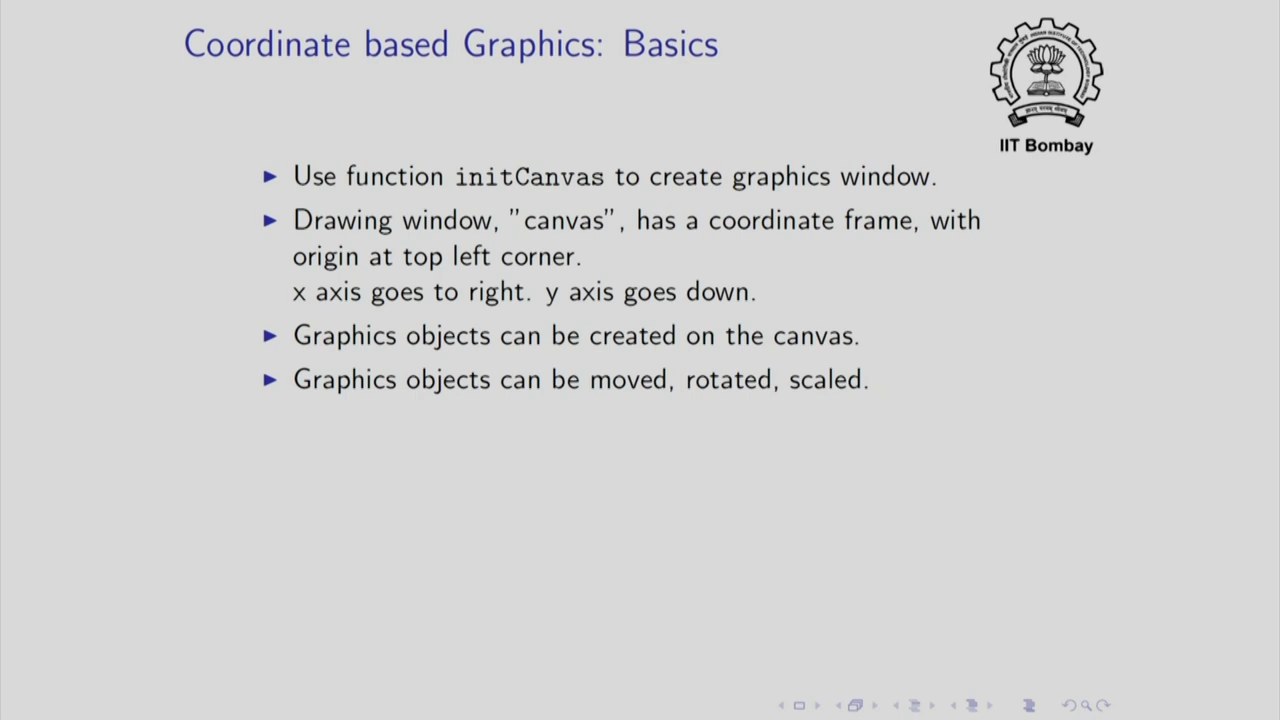 Coordinate based Graphics: Basics
IIT Bombay
Use function initCanvas to create graphics window.
Drawing window, ”canvas”, has a coordinate frame, with
origin at top left corner.
x axis goes to right. y axis goes down.
Graphics objects can be created on the canvas.
Graphics objects can be moved, rotated, scaled.